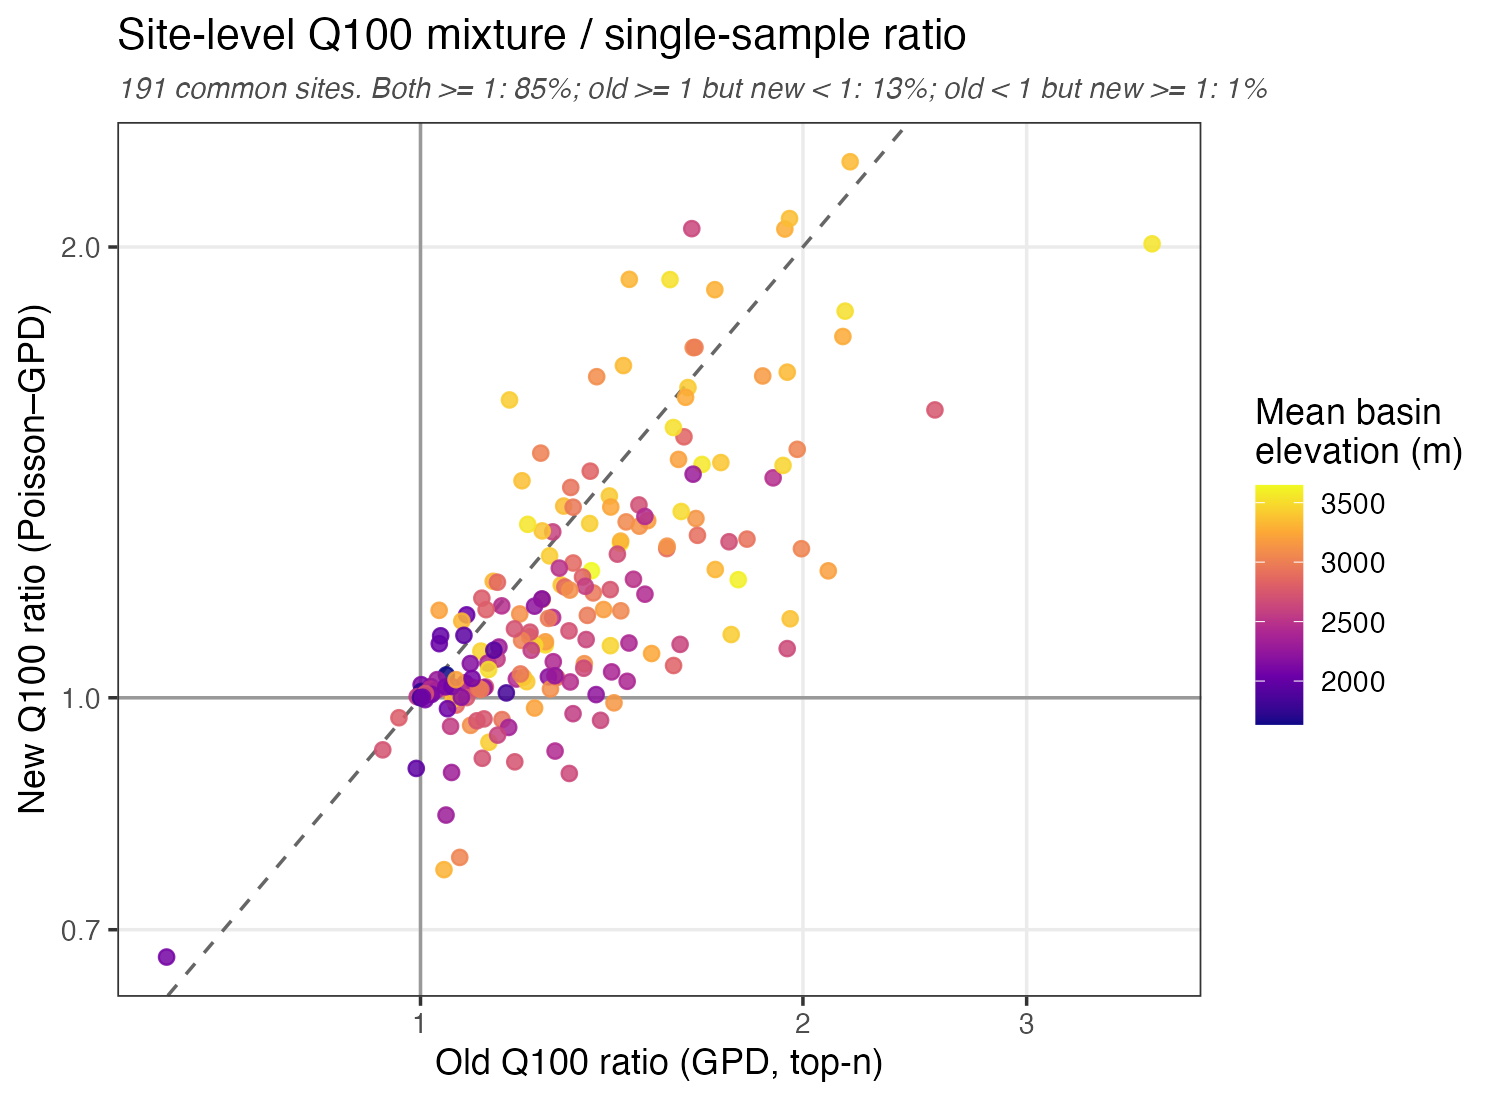 Site-level Q100 mixture / single-sample ratio
191 common sites. Both >= 1: 85%; old >= 1 but new < 1: 13%; old < 1 but new >= 1: 1%
New Q100 ratio (Poisson–GPD)
2.0
1.0
0.7
1
2
3
Old Q100 ratio (GPD, top-n)
Mean basin
elevation (m)
3500
3000
2500
2000